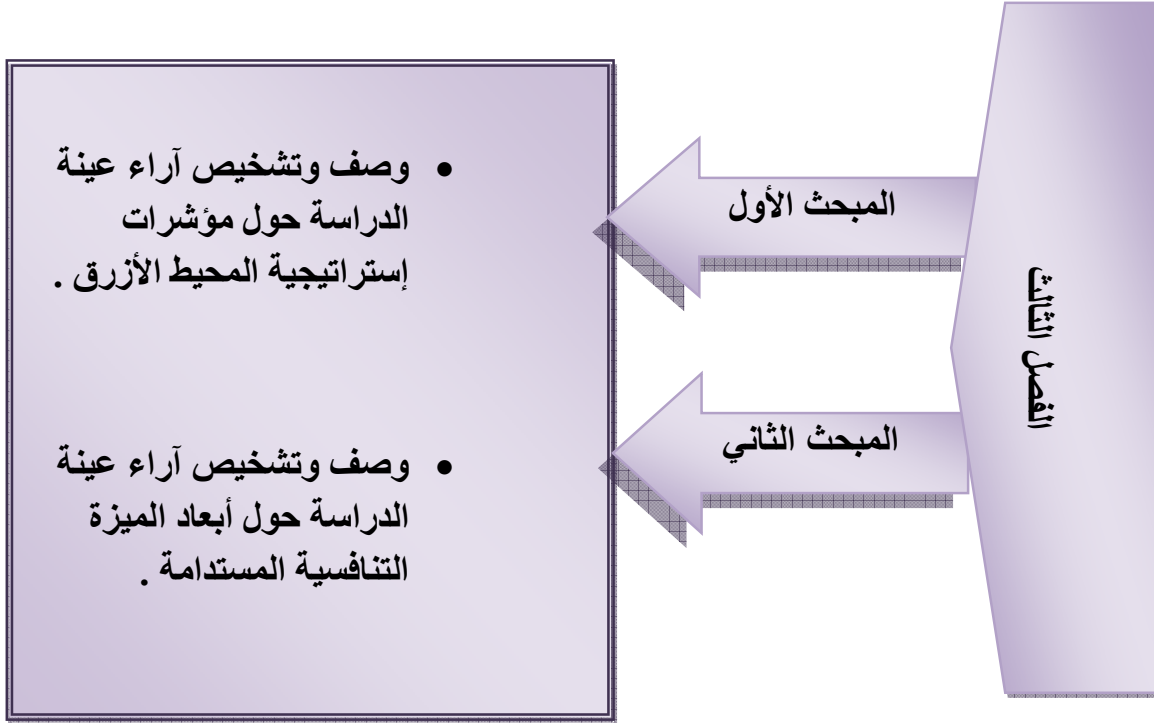 الفصل الثالث
المبحث الأول
• وصف وتشخيص آراء عينة
الدراسة حول مؤشرات
إستراتيجية المحيط الأزرق .
المبحث الثاني
• وصف وتشخيص آراء عينة
الدراسة حول أبعاد الميزة
التنافسية المستدامة .